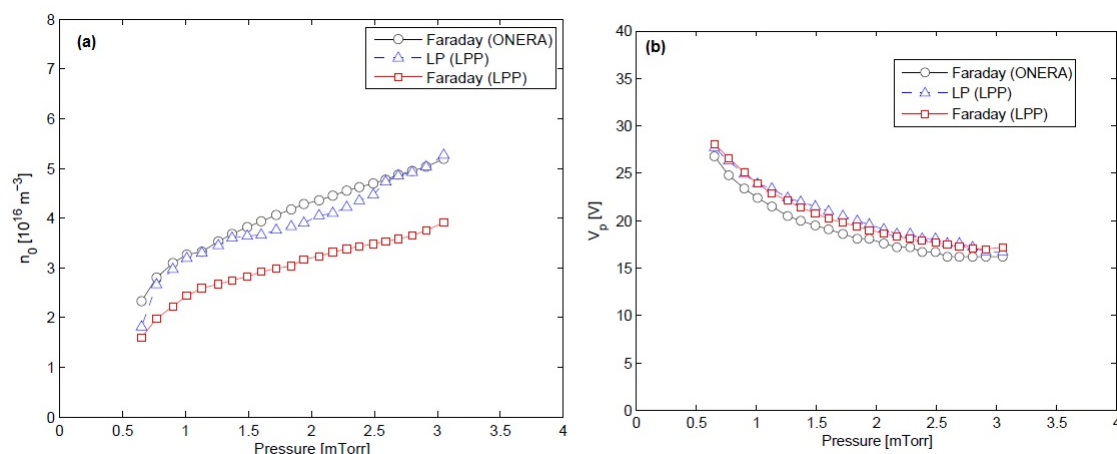 (a)
Faraday (ONERA)
LP (LPP)
Faraday (LPP)
8
7
6
5
4
3
2
1
0
n₀ [10¹⁶ m⁻³]
0 0.5 1 1.5 2 2.5 3 3.5 4
Pressure [mTorr]
(b)
Faraday (ONERA)
LP (LPP)
Faraday (LPP)
40
35
30
25
20
15
10
5
0
Vₚ [V]
0 0.5 1 1.5 2 2.5 3 3.5 4
Pressure [mTorr]